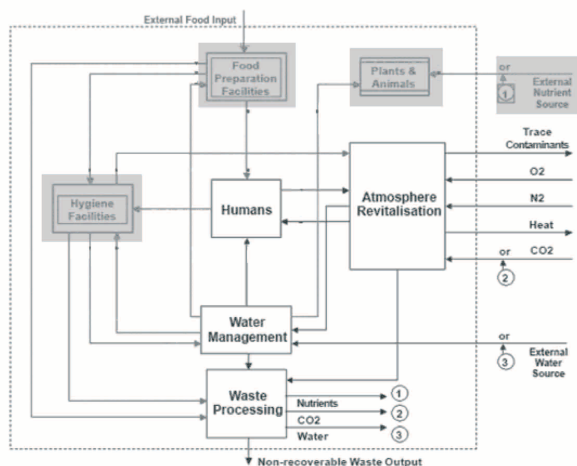 External Food Input
Food
Preparation
Facilities
Plants &
Animals
or
1
External
Nutrient
Source
Trace
Contaminants
O2
N2
Heat
or
CO2
2
Hygiene
Facilities
Humans
Atmosphere
Revitalisation
Water
Management
or
3
External
Water
Source
Waste
Processing
1
Nutrients
2
CO2
3
Water
Non-recoverable Waste Output